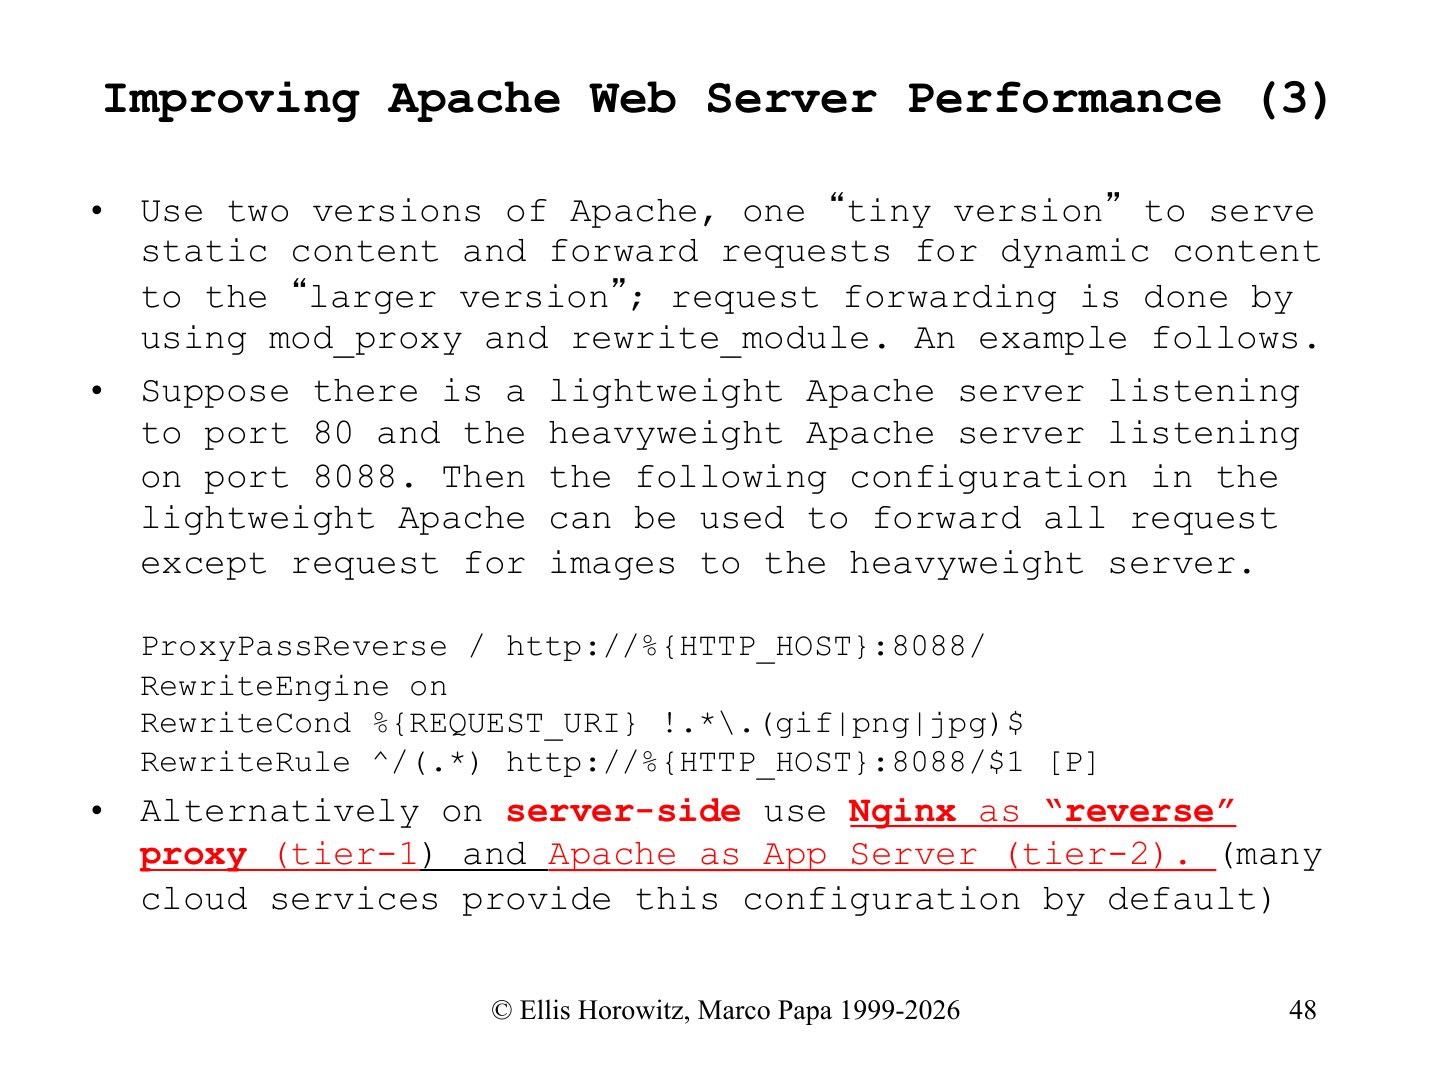 Improving Apache Web Server Performance (3)
• Use two versions of Apache, one “tiny version” to serve
static content and forward requests for dynamic content
to the “larger version”; request forwarding is done by
using mod_proxy and rewrite_module. An example follows.
• Suppose there is a lightweight Apache server listening
to port 80 and the heavyweight Apache server listening
on port 8088. Then the following configuration in the
lightweight Apache can be used to forward all request
except request for images to the heavyweight server.
ProxyPassReverse / http://%{HTTP_HOST}:8088/
RewriteEngine on
RewriteCond %{REQUEST_URI} !.*\.(gif|png|jpg)$
RewriteRule ^/(.*) http://%{HTTP_HOST}:8088/$1 [P]
• Alternatively on server-side use Nginx as “reverse”
proxy (tier-1) and Apache as App Server (tier-2). (many
cloud services provide this configuration by default)
© Ellis Horowitz, Marco Papa 1999-2026
48